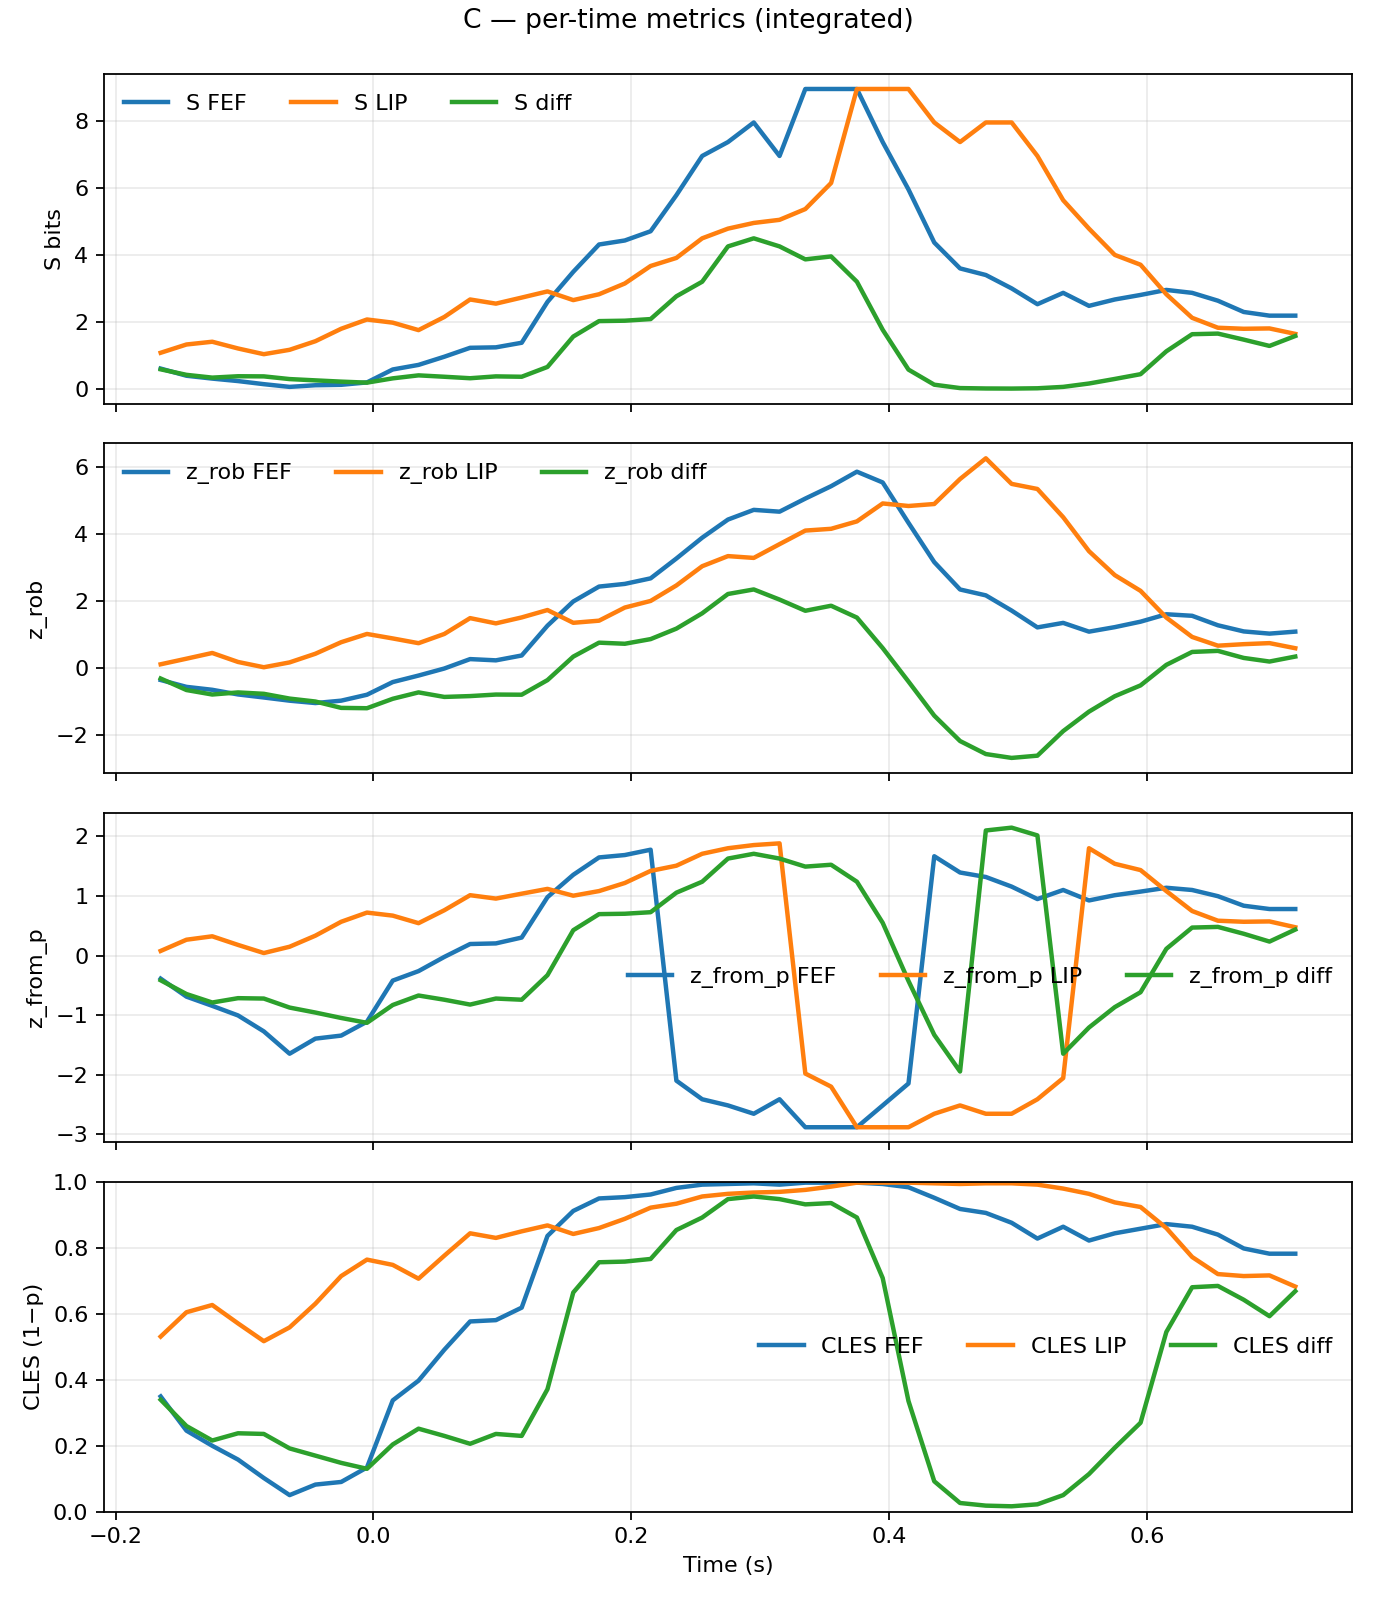 C — per-time metrics (integrated)
S FEF S LIP S diff
8
6
4
2
0
S bits
z_rob FEF z_rob LIP z_rob diff
6
4
2
0
−2
z_rob
2
1
0
−1
−2
−3
z_from_p
z_from_p FEF z_from_p LIP z_from_p diff
1.0
0.8
0.6
0.4
0.2
0.0
CLES (1−p)
CLES FEF CLES LIP CLES diff
−0.2 0.0 0.2 0.4 0.6
Time (s)